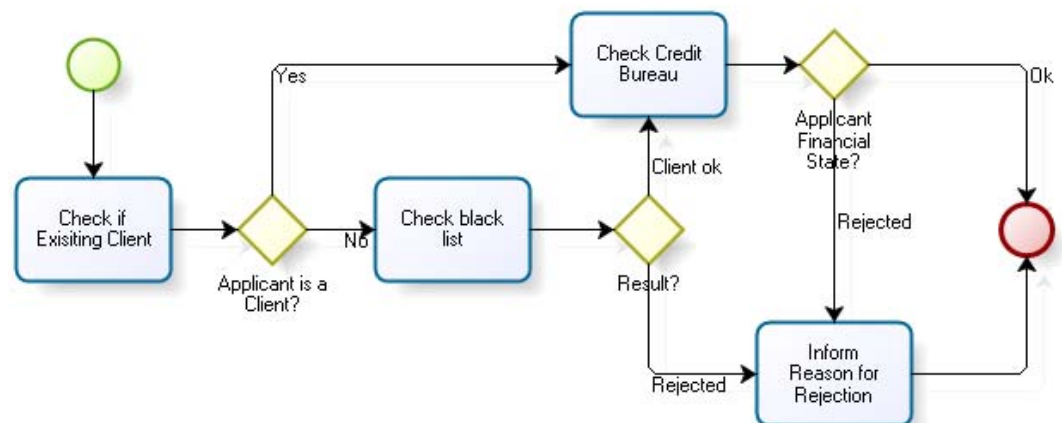 Check Credit
Bureau
Yes
Ok
Applicant
Financial
State?
Client ok
Check if
Exisiting Client
Check black
list
No
Rejected
Applicant is a
Client?
Result?
Inform
Reason for
Rejection
Rejected